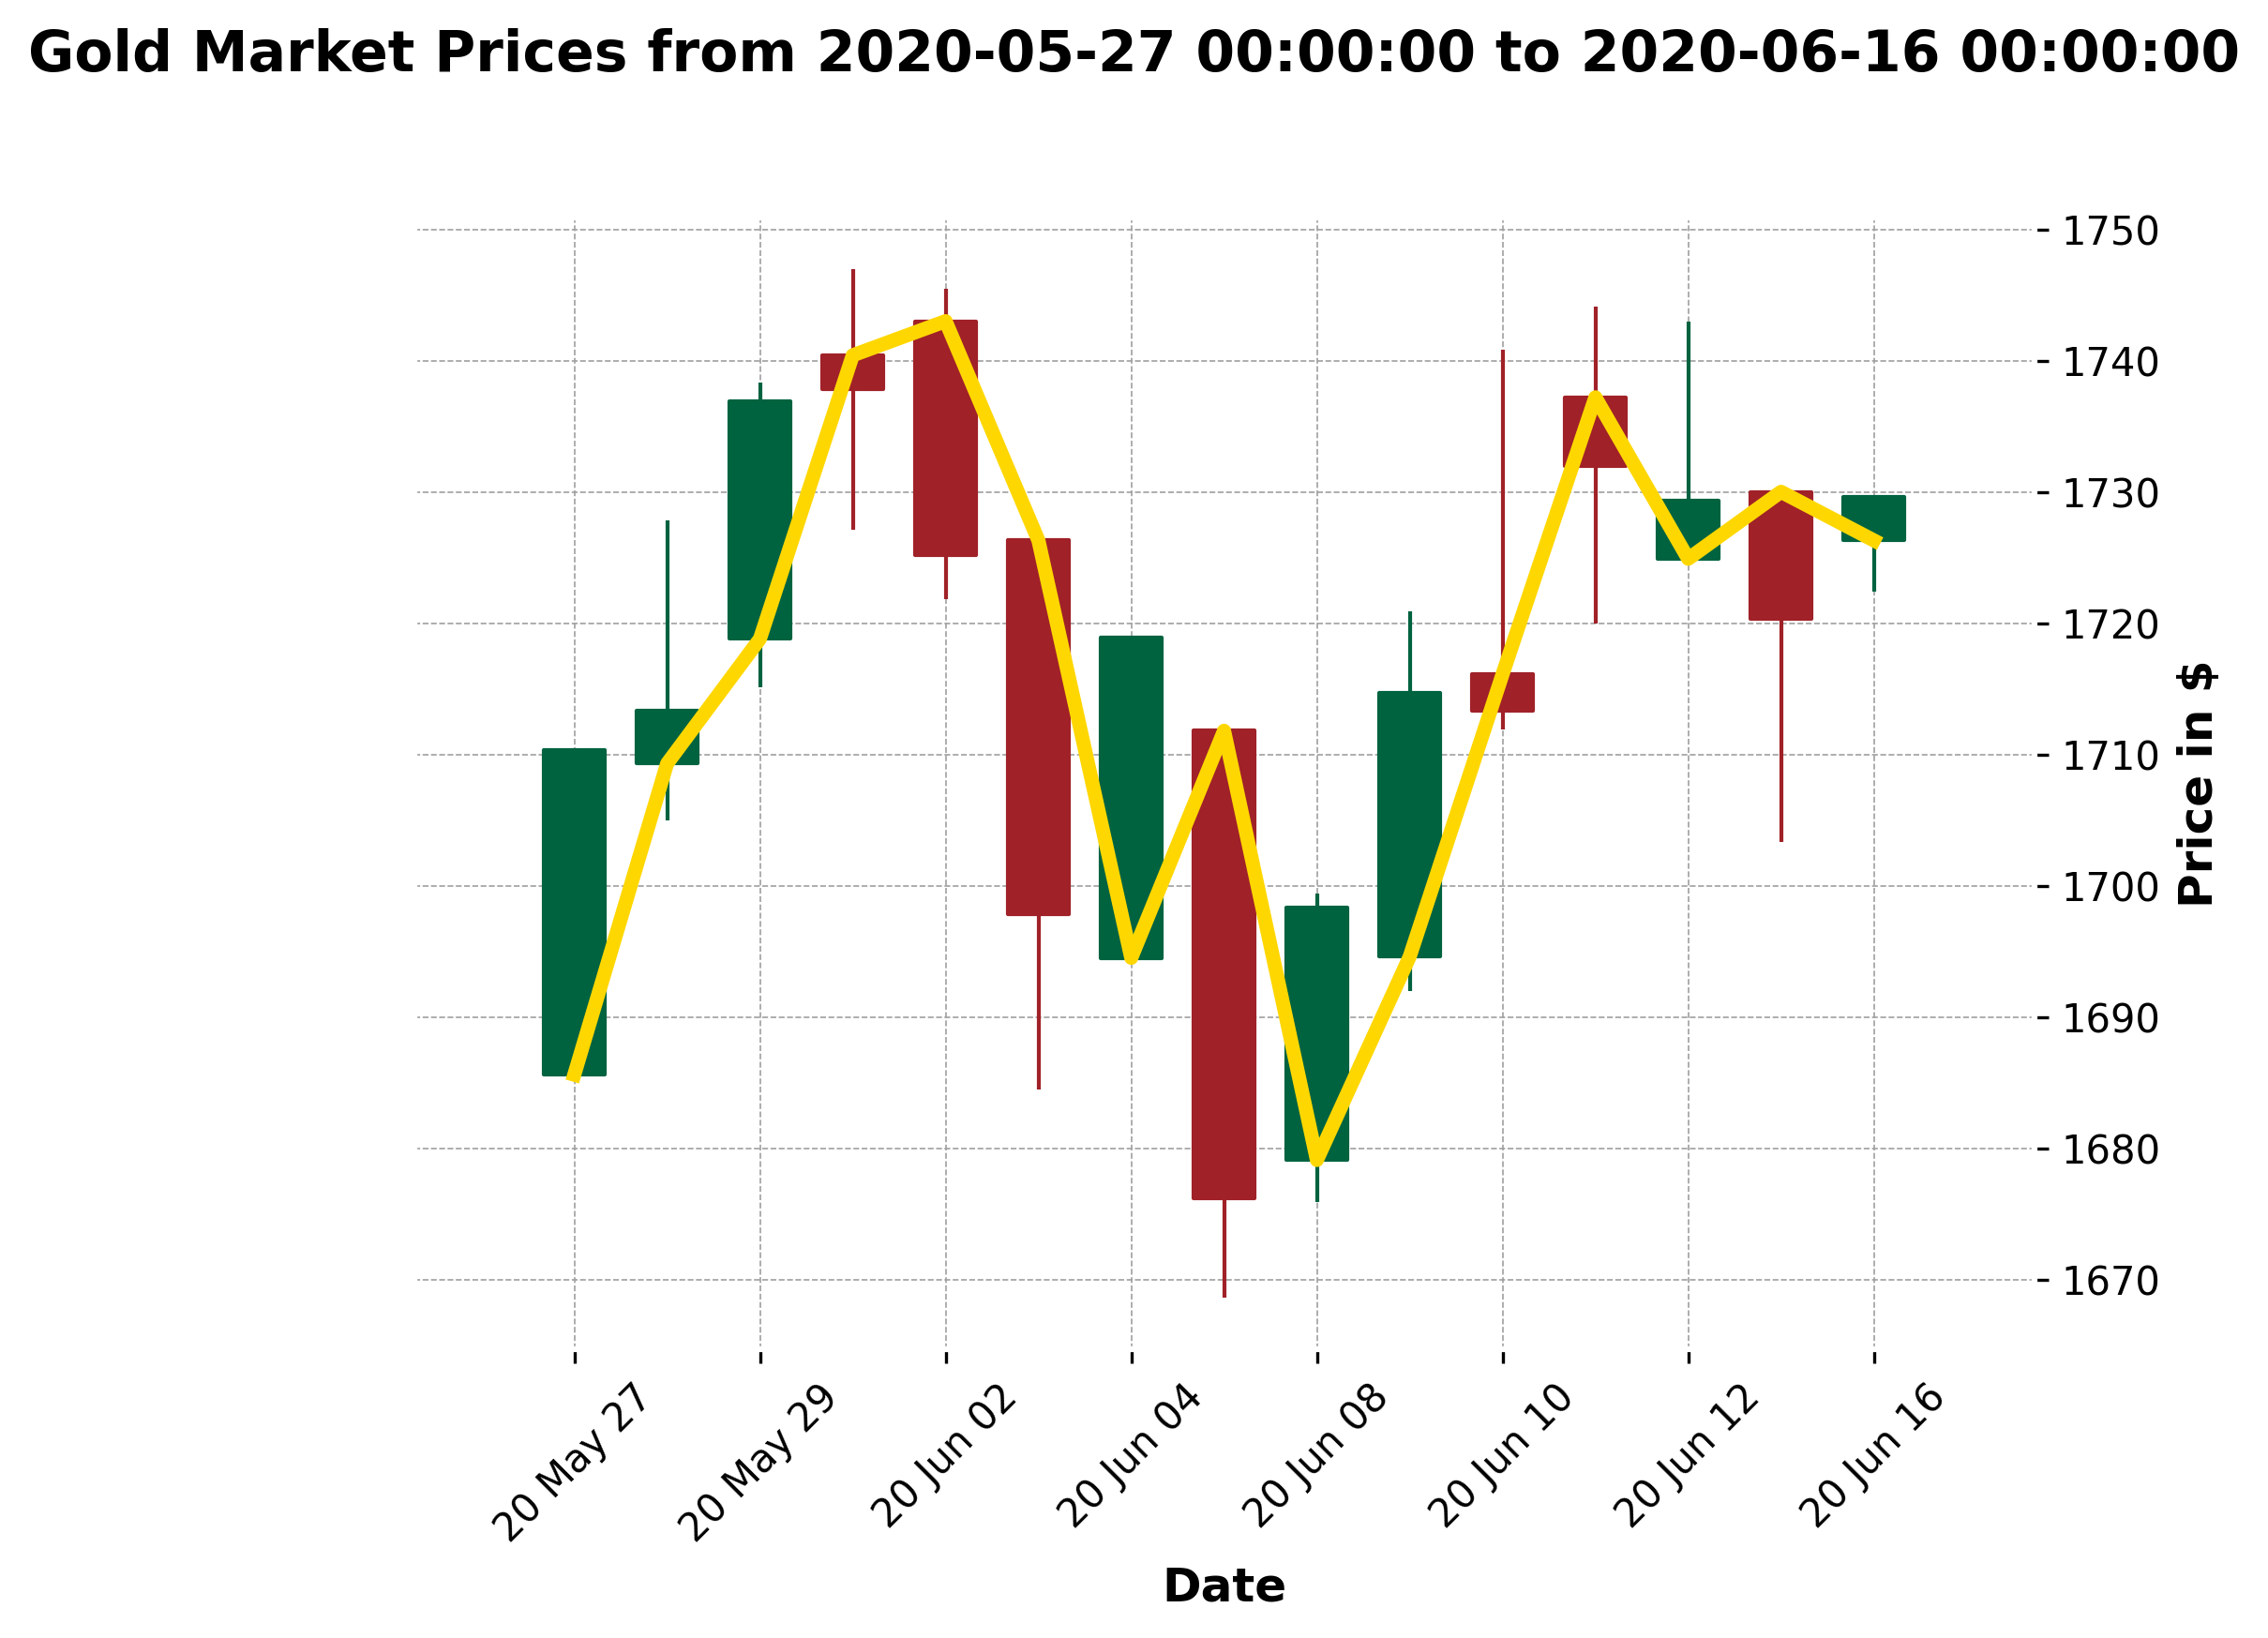 Gold Market Prices from 2020-05-27 00:00:00 to 2020-06-16 00:00:00
1750
1740
1730
1720
1710
1700
1690
1680
1670
Price in $
20 May 27
20 May 29
20 Jun 02
20 Jun 04
20 Jun 08
20 Jun 10
20 Jun 12
20 Jun 16
Date